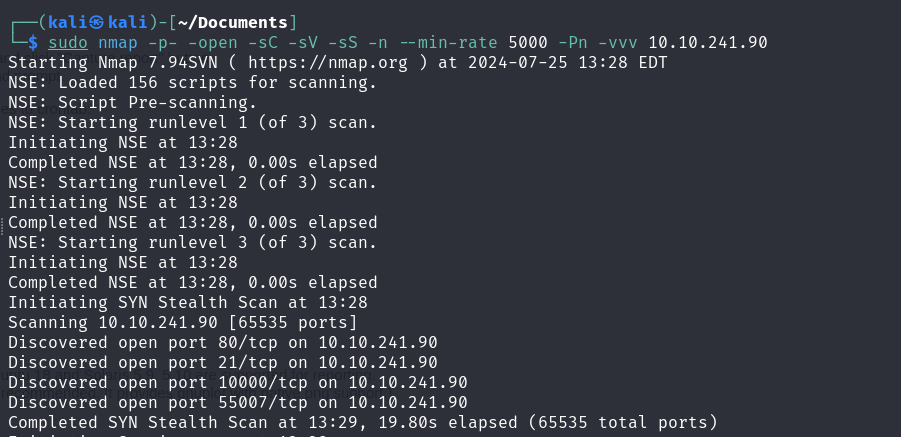 ┌──(kali㉿kali)-[~/Documents]
└─$ sudo nmap -p- -open -sC -sV -sS -n --min-rate 5000 -Pn -vvv 10.10.241.90
Starting Nmap 7.94SVN ( https://nmap.org ) at 2024-07-25 13:28 EDT
NSE: Loaded 156 scripts for scanning.
NSE: Script Pre-scanning.
NSE: Starting runlevel 1 (of 3) scan.
Initiating NSE at 13:28
Completed NSE at 13:28, 0.00s elapsed
NSE: Starting runlevel 2 (of 3) scan.
Initiating NSE at 13:28
Completed NSE at 13:28, 0.00s elapsed
NSE: Starting runlevel 3 (of 3) scan.
Initiating NSE at 13:28
Completed NSE at 13:28, 0.00s elapsed
Initiating SYN Stealth Scan at 13:28
Scanning 10.10.241.90 [65535 ports]
Discovered open port 80/tcp on 10.10.241.90
Discovered open port 21/tcp on 10.10.241.90
Discovered open port 10000/tcp on 10.10.241.90
Discovered open port 55007/tcp on 10.10.241.90
Completed SYN Stealth Scan at 13:29, 19.80s elapsed (65535 total ports)